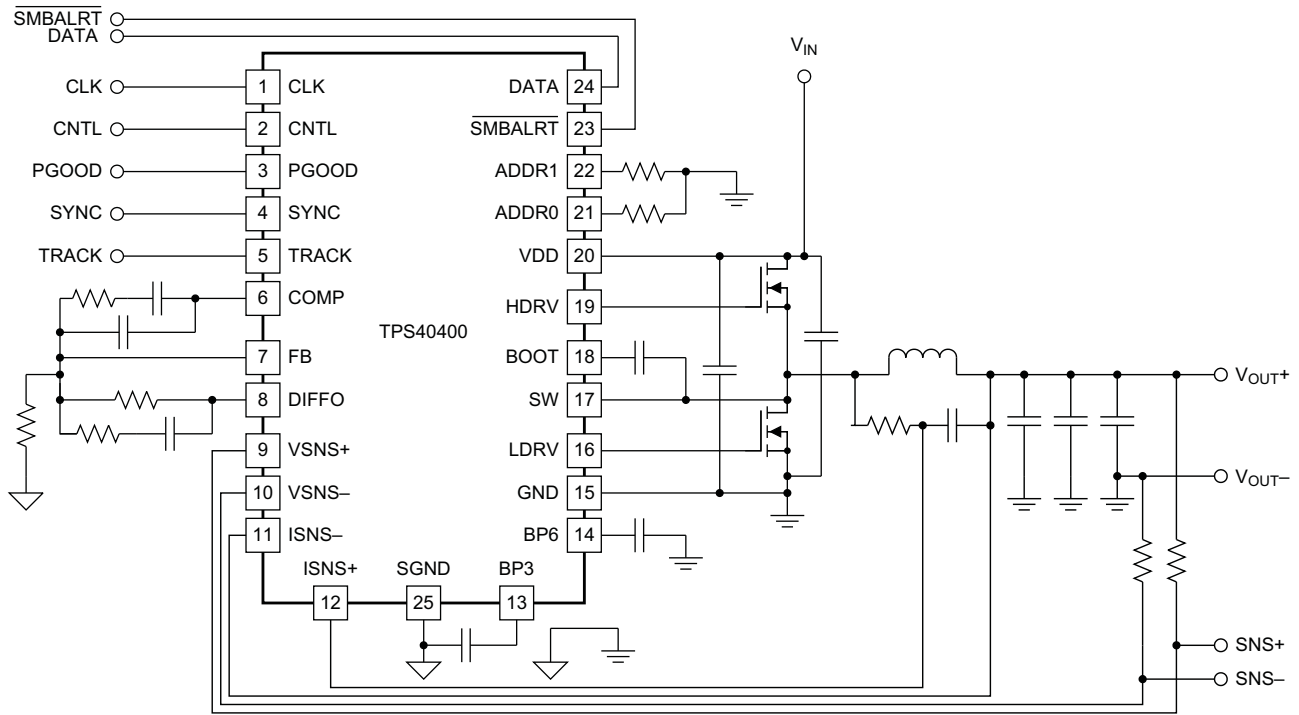 SMBALRT
DATA
CLK
1
CLK
DATA
24
CNTL
2
CNTL
SMBALRT
23
PGOOD
3
PGOOD
ADDR1
22
SYNC
4
SYNC
ADDR0
21
TRACK
5
TRACK
VDD
20
6
COMP
HDRV
19
TPS40400
7
FB
BOOT
18
8
DIFFO
SW
17
9
VSNS+
LDRV
16
10
VSNS–
GND
15
11
ISNS–
BP6
14
ISNS+
SGND
BP3
12
25
13
VIN
VOUT+
VOUT–
SNS+
SNS–